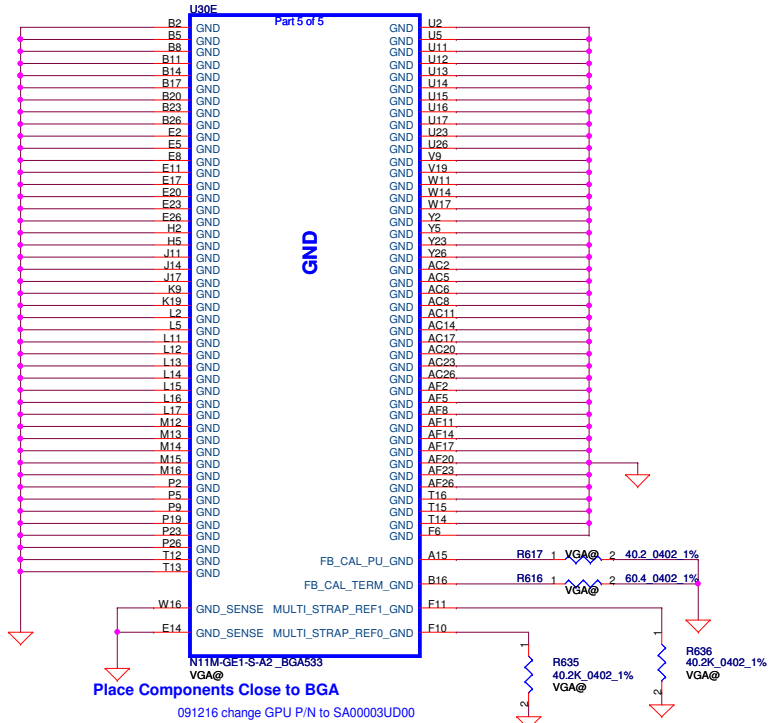 U30E
Part 5 of 5
B2 GND GND U2
B5 GND GND U5
B8 GND GND U11
B11 GND GND U12
B14 GND GND U13
B17 GND GND U14
B20 GND GND U15
B23 GND GND U16
B26 GND GND U17
E2 GND GND U23
E5 GND GND U26
E8 GND GND V9
E11 GND GND V19
E17 GND GND W11
E20 GND GND W14
E23 GND GND W17
E26 GND GND Y2
H2 GND GND Y5
H5 GND GND Y23
J11 GND GND Y26
J14 GND GND AC2
J17 GND GND AC5
K9 GND GND AC6
K19 GND GND AC8
L2 GND GND AC11
L5 GND GND AC14
L11 GND GND AC17
L12 GND GND AC20
L13 GND GND AC23
L14 GND GND AC26
L15 GND GND AF2
L16 GND GND AF5
L17 GND GND AF8
M12 GND GND AF11
M13 GND GND AF14
M14 GND GND AF17
M15 GND GND AF20
M16 GND GND AF23
P2 GND GND AF26
P5 GND GND T16
P9 GND GND T15
P19 GND GND T14
P23 GND GND F6
P26 GND
T12 GND
T13 GND
GND
FB_CAL_PU_GND A15 R617 1 VGA@ 2 40.2_0402_1%
FB_CAL_TERM_GND B16 R616 1 VGA@ 2 60.4_0402_1%
W16 GND_SENSE MULTI_STRAP_REF1_GND F11
E14 GND_SENSE MULTI_STRAP_REF0_GND F10
N11M-GE1-S-A2_BGA533
VGA@
1
R635
40.2K_0402_1%
VGA@
2
1
R636
40.2K_0402_1%
VGA@
2
Place Components Close to BGA
091216 change GPU P/N to SA00003UD00